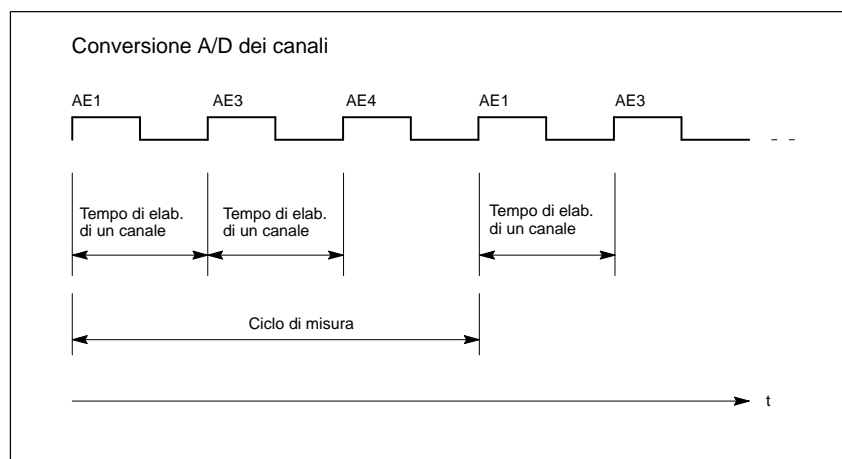 Conversione A/D dei canali
AE1 AE3 AE4 AE1 AE3
Tempo di elab.
di un canale
Tempo di elab.
di un canale
Tempo di elab.
di un canale
Ciclo di misura
t